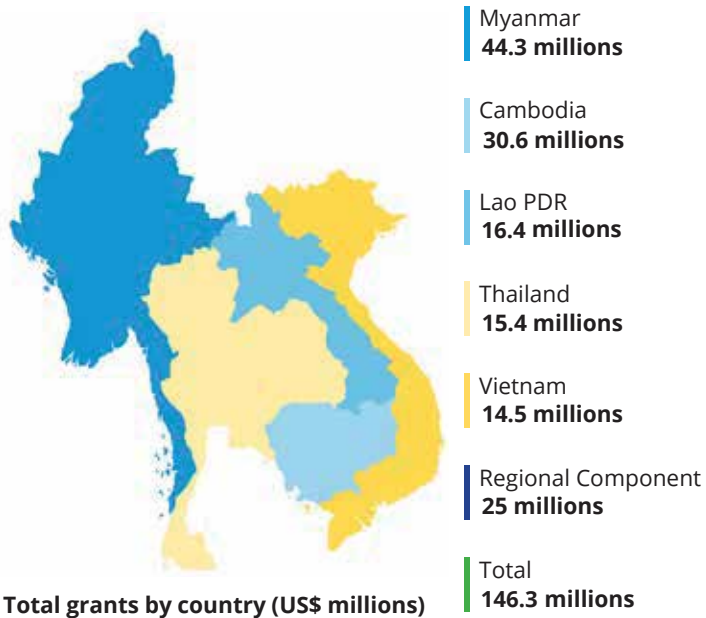 Myanmar
44.3 millions
Cambodia
30.6 millions
Lao PDR
16.4 millions
Thailand
15.4 millions
Vietnam
14.5 millions
Regional Component
25 millions
Total
146.3 millions
Total grants by country (US$ millions)